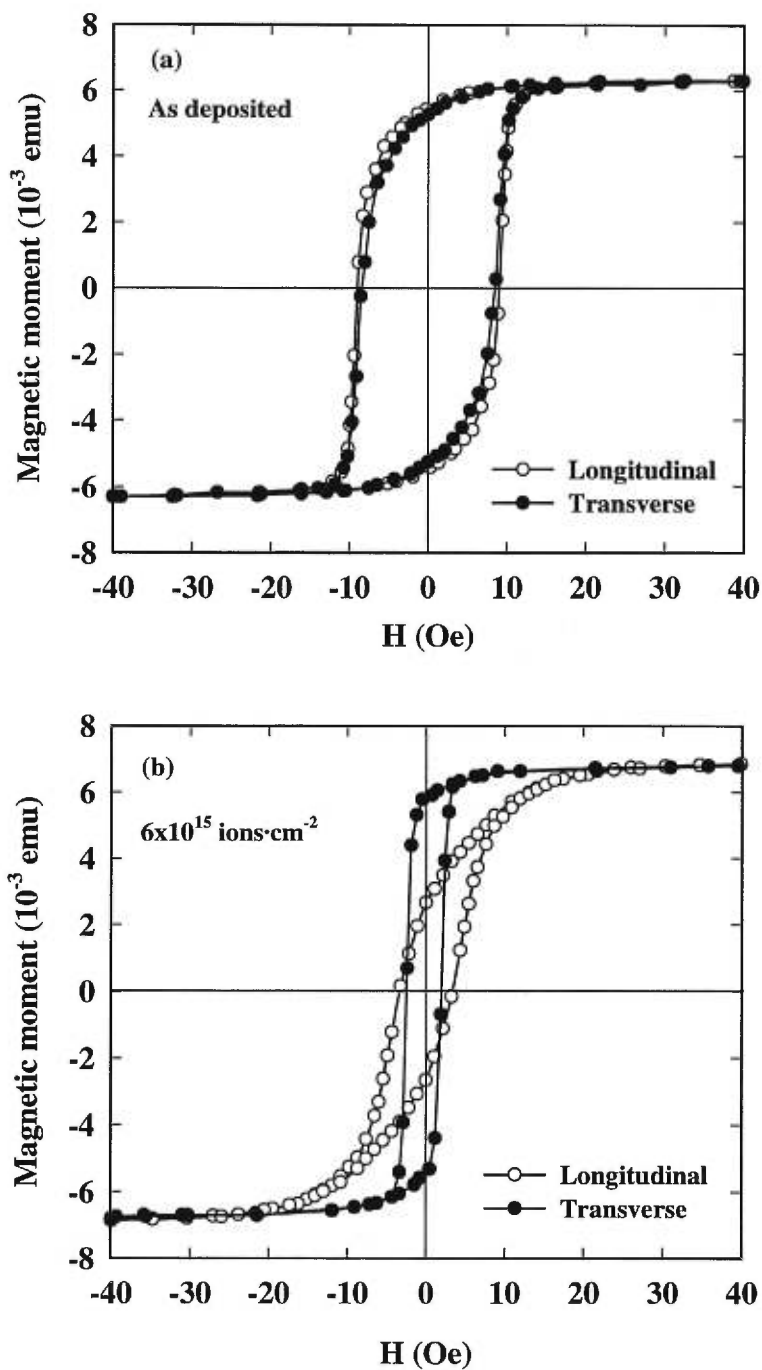 8
(a)
6
As deposited
4
2
0
-2
-4
Longitudinal
-6
Transverse
-8
-40 -30 -20 -10 0 10 20 30 40
H (Oe)
Magnetic moment (10⁻³ emu)
8
(b)
6
6x10¹⁵ ions·cm⁻²
4
2
0
-2
-4
Longitudinal
-6
Transverse
-8
-40 -30 -20 -10 0 10 20 30 40
H (Oe)
Magnetic moment (10⁻³ emu)